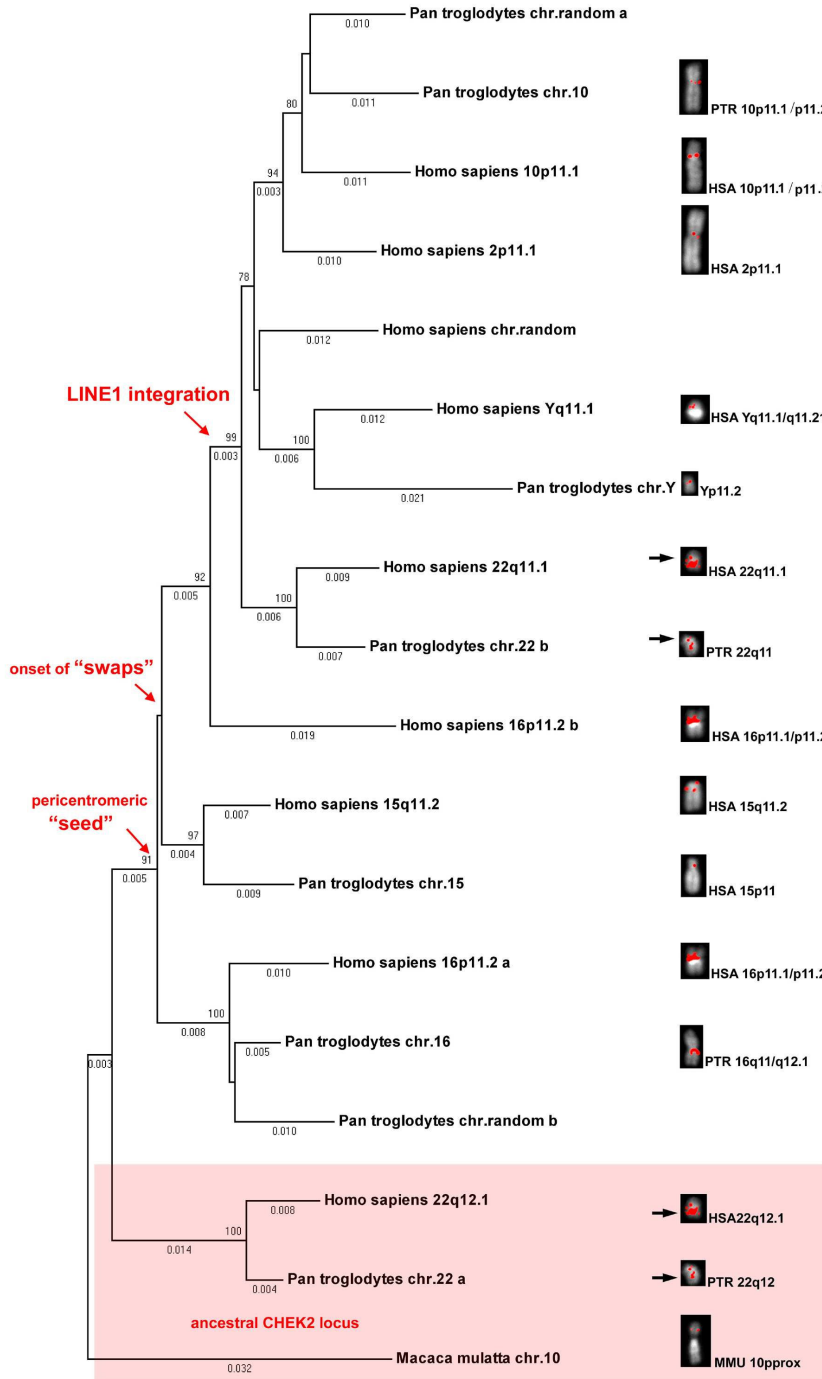 0.010
Pan troglodytes chr.random a
80
0.011
Pan troglodytes chr.10
PTR 10p11.1 /p11.2
94
0.003
0.011
Homo sapiens 10p11.1
HSA 10p11.1 / p11.
0.010
Homo sapiens 2p11.1
HSA 2p11.1
78
0.012
Homo sapiens chr.random
LINE1 integration
99
0.003
0.012
Homo sapiens Yq11.1
HSA Yq11.1/q11.21
100
0.006
0.021
Pan troglodytes chr.Y
Yp11.2
0.009
Homo sapiens 22q11.1
HSA 22q11.1
92
0.005
100
0.006
0.007
Pan troglodytes chr.22 b
PTR 22q11
onset of “swaps”
0.019
Homo sapiens 16p11.2 b
HSA 16p11.1/p11.2
pericentromeric
“seed”
0.007
Homo sapiens 15q11.2
HSA 15q11.2
91
0.005
97
0.004
0.009
Pan troglodytes chr.15
HSA 15p11
0.010
Homo sapiens 16p11.2 a
HSA 16p11.1/p11.2
100
0.008
0.005
Pan troglodytes chr.16
PTR 16q11/q12.1
0.003
0.010
Pan troglodytes chr.random b
0.008
Homo sapiens 22q12.1
HSA22q12.1
100
0.014
0.004
Pan troglodytes chr.22 a
PTR 22q12
ancestral CHEK2 locus
0.032
Macaca mulatta chr.10
MMU 10pprox